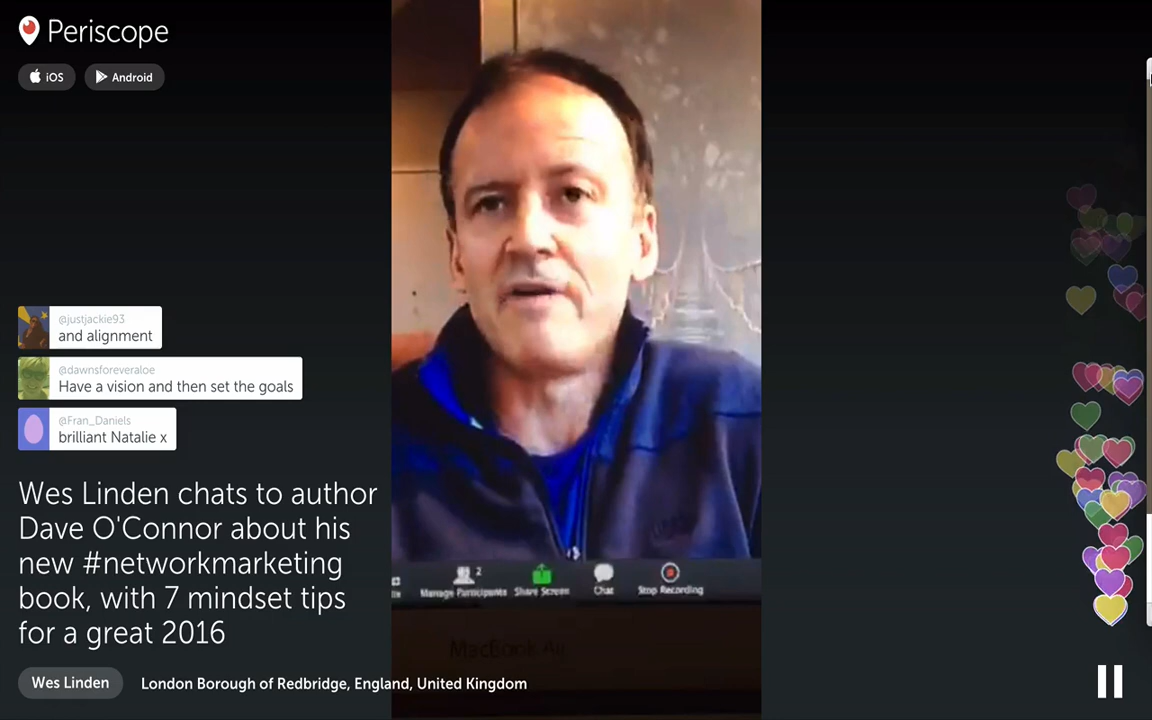 Periscope
iOS
Android
@justjackie93
and alignment
@dawnsforeveraloe
Have a vision and then set the goals
@Fran_Daniels
brilliant Natalie x
Wes Linden chats to author
Dave O'Connor about his
new #networkmarketing
book, with 7 mindset tips
for a great 2016
Manage Participants
2
Share Screen
Chat
Stop Recording
MacBook
Wes Linden
London Borough of Redbridge, England, United Kingdom